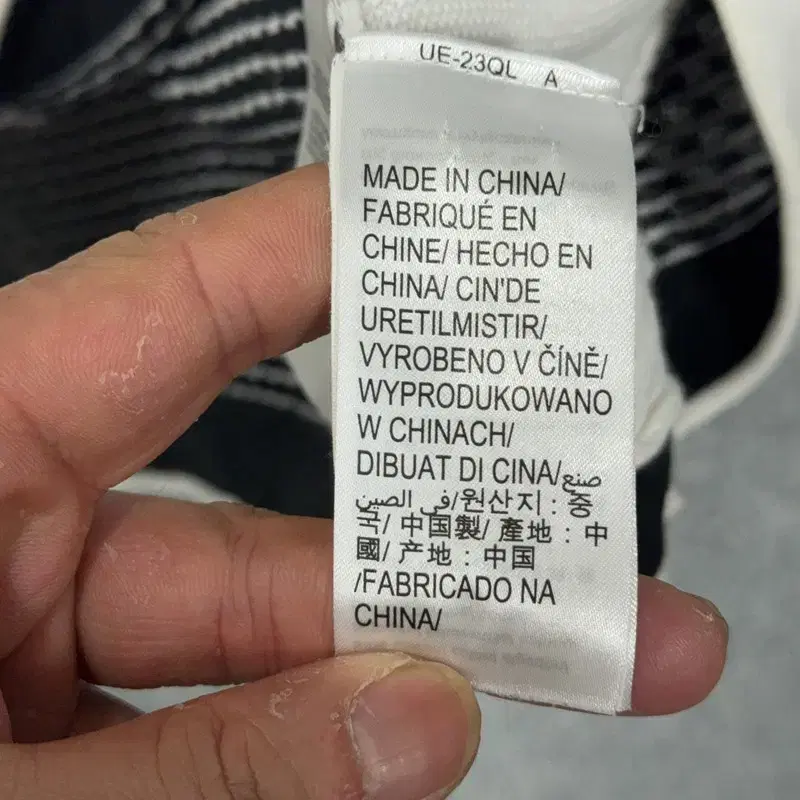 UE-23QL A
MADE IN CHINA/
FABRIQUÉ EN
CHINE/ HECHO EN
CHINA/ CIN'DE
URETILMISTIR/
VYROBENO V ČÍNĚ/
WYPRODUKOWANO
W CHINACH/
DIBUAT DI CINA/صنع
في الصين/원산지 : 중
국/ 中国製/ 產地 : 中
國/ 产地 : 中国
/FABRICADO NA
CHINA/